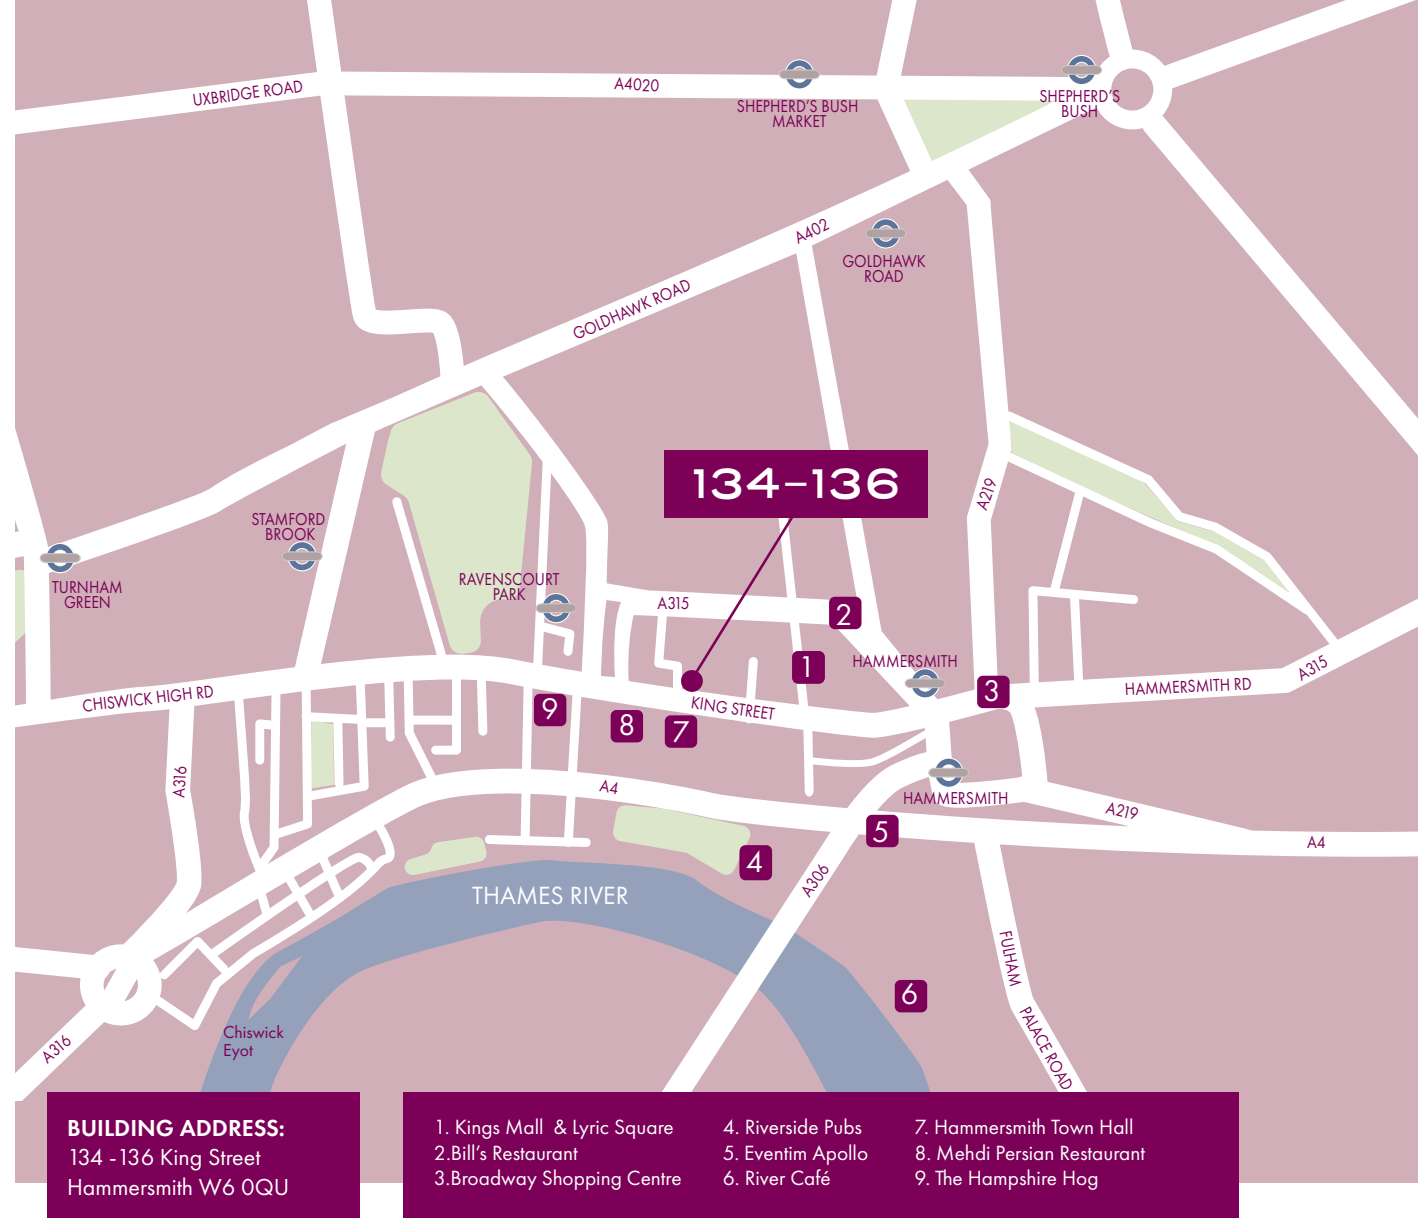 UXBRIDGE ROAD
A4020
SHEPHERD'S BUSH
MARKET
SHEPHERD'S
BUSH
A402
GOLDHAWK
ROAD
GOLDHAWK ROAD
134–136
A219
STAMFORD
BROOK
TURNHAM
GREEN
RAVENSCOURT
PARK
A315
2
1
HAMMERSMITH
3
HAMMERSMITH RD
A315
CHISWICK HIGH RD
KING STREET
9
8
7
A316
A4
HAMMERSMITH
A219
5
A4
4
A306
THAMES RIVER
FULHAM
PALACE ROAD
6
Chiswick
Eyot
A316
BUILDING ADDRESS:
134 -136 King Street
Hammersmith W6 0QU
1. Kings Mall & Lyric Square
2.Bill's Restaurant
3.Broadway Shopping Centre
4. Riverside Pubs
5. Eventim Apollo
6. River Café
7. Hammersmith Town Hall
8. Mehdi Persian Restaurant
9. The Hampshire Hog